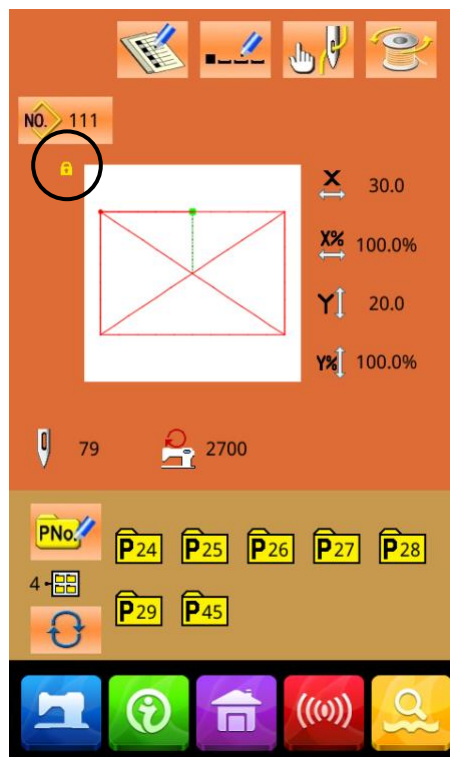 NO. 111
X 30.0
X% 100.0%
Y 20.0
Y% 100.0%
79 2700
PNo.
P24 P25 P26 P27 P28
4
P29 P45